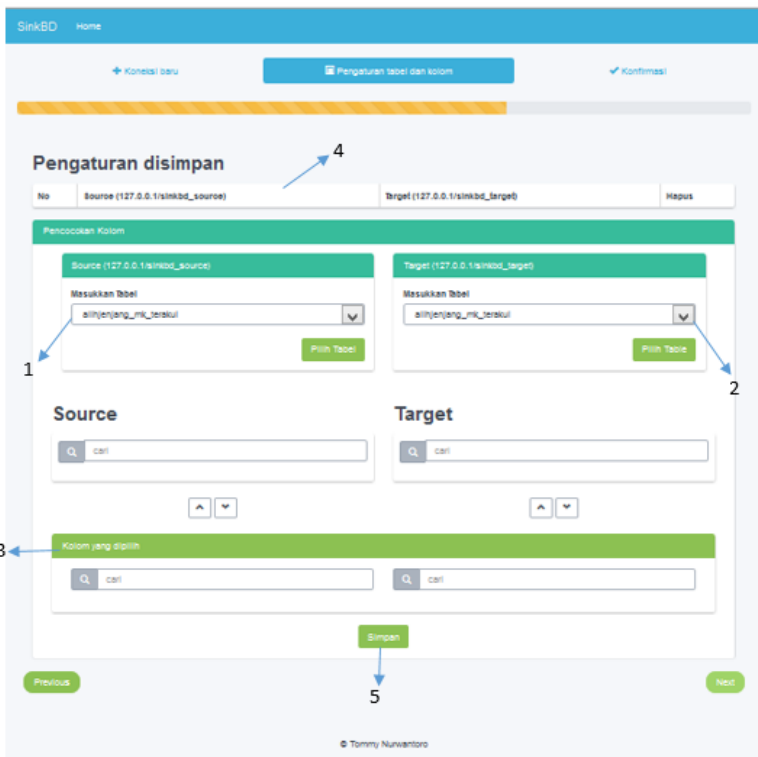 SinkBD Home
Koneksi baru Pengaturan tabel dan kolom Konfirmasi
Pengaturan disimpan
4
No Source (127.0.0.1/sinkbd_source) Target (127.0.0.1/sinkbd_target) Hapus
Pencocokan Kolom
Source (127.0.0.1/sinkbd_source) Target (127.0.0.1/sinkbd_target)
Masukkan Tabel Masukkan Tabel
alihjenjang_mk_terakui alihjenjang_mk_terakui
Pilih Tabel Pilih Table
1
2
Source Target
cari cari
3
Kolom yang dipilih
cari cari
Simpan
5
Previous Next
© Tommy Nurwantoro